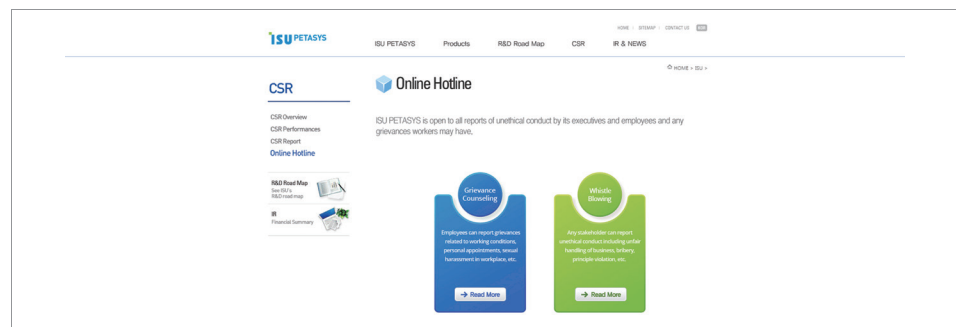 HOME
SITEMAP
CONTACT US
ISU PETASYS
ISU PETASYS
Products
R&D Road Map
CSR
IR & NEWS
HOME > ISU >
CSR
CSR Overview
CSR Performances
CSR Report
Online Hotline
R&D Road Map
See ISU's
R&D road map
IR
Financial Summary
Online Hotline
ISU PETASYS is open to all reports of unethical conduct by its executives and employees and any
grievances workers may have.
Grievance
Counseling
Employees can report grievances
related to working conditions,
personal appointments, sexual
harassment in workplace, etc.
Read More
Whistle
Blowing
Any stakeholder can report
unethical conduct including unfair
handling of business, bribery,
principle violation, etc.
Read More